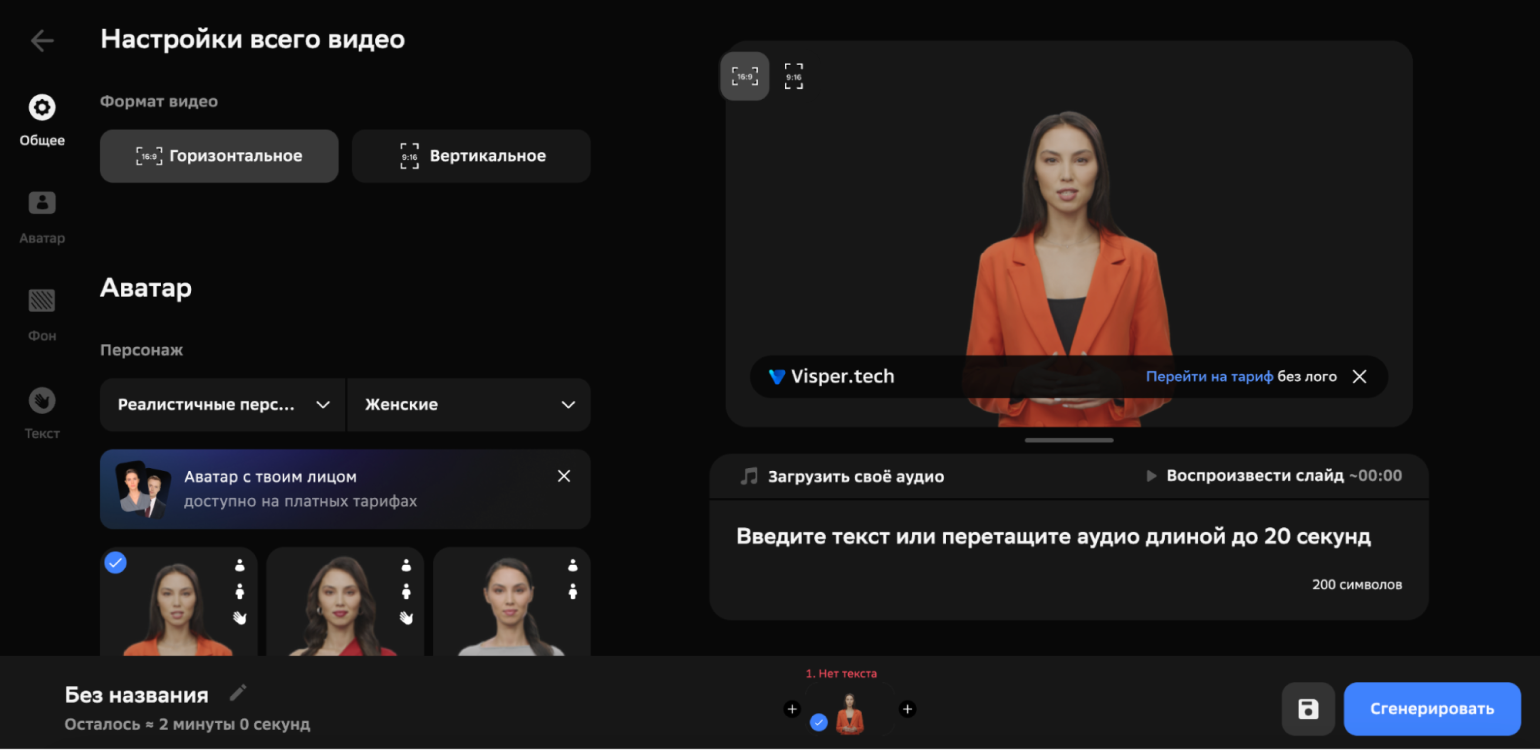 Настройки всего видео
Общее
Аватар
Фон
Текст
Формат видео
16:9 Горизонтальное
9:16 Вертикальное
Аватар
Персонаж
Реалистичные перс...
Женские
Аватар с твоим лицом
доступно на платных тарифах
16:9
9:16
Visper.tech
Перейти на тариф без лого
Загрузить своё аудио
Воспроизвести слайд ~00:00
Введите текст или перетащите аудио длиной до 20 секунд
200 символов
Без названия
Осталось ≈ 2 минуты 0 секунд
1. Нет текста
Сгенерировать